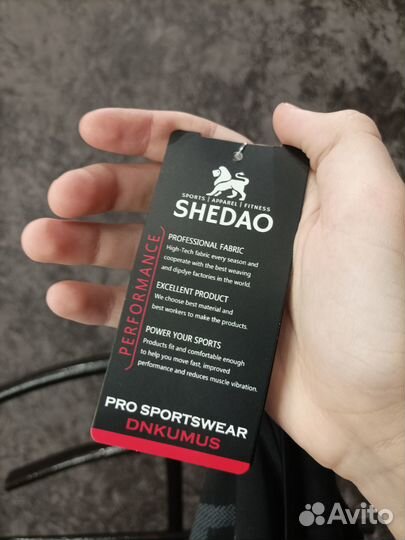 SPORTS | APPAREL | FITNESS
SHEDAO
PERFORMANCE
PROFESSIONAL FABRIC
High-Tech fabric every season and
cooperate with the best weaving
and dipdye factories in the world.
EXCELLENT PRODUCT
We choose best material and
best workers to make the products.
POWER YOUR SPORTS
Products fit and comfortable enough
to help you move fast, improved
performance and reduces muscle vibration.
PRO SPORTSWEAR
DNKUMUS
Avito